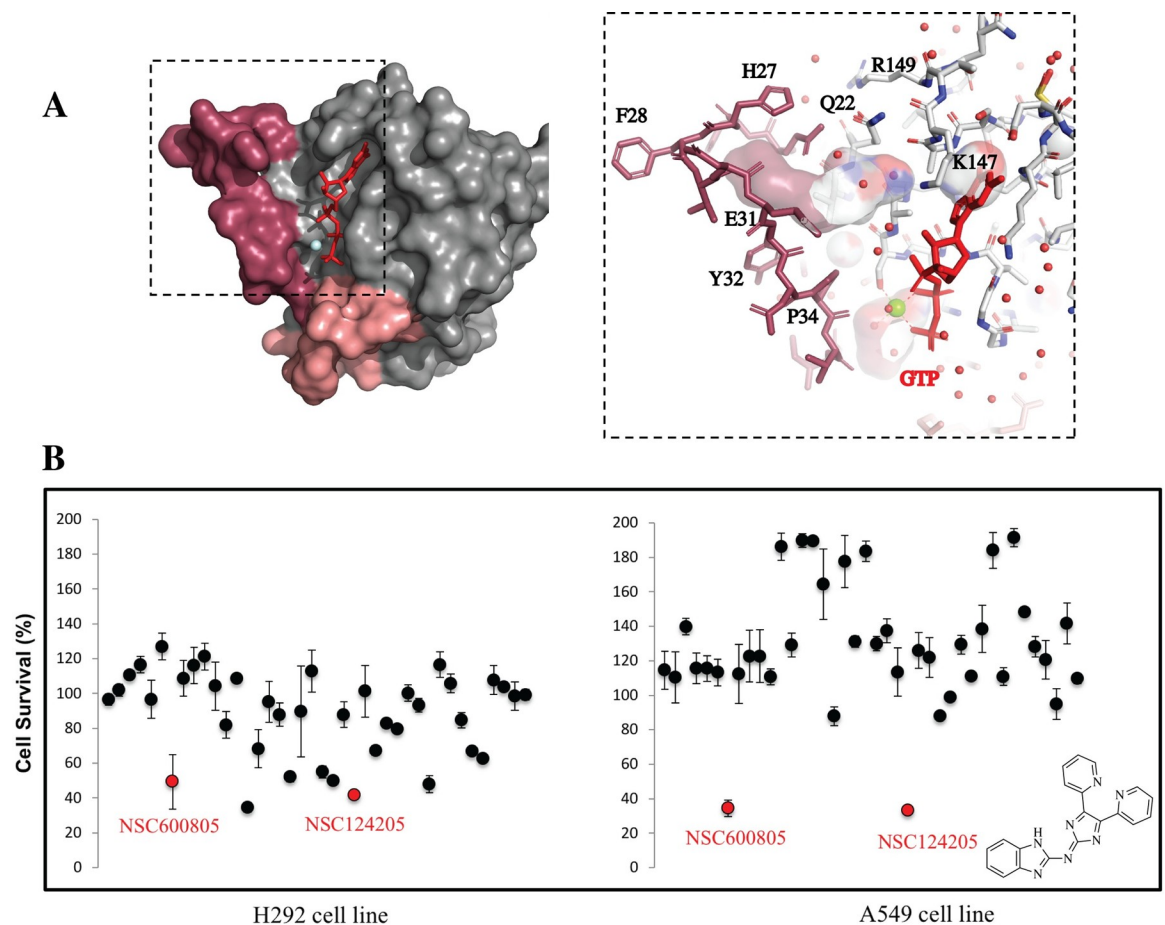 A
H27
R149
F28
Q22
K147
E31
Y32
P34
GTP
B
Cell Survival (%)
200
180
160
140
120
100
80
60
40
20
0
NSC600805
NSC124205
H292 cell line
200
180
160
140
120
100
80
60
40
20
0
NSC600805
NSC124205
N
N
H
N
N
N
N
N
A549 cell line